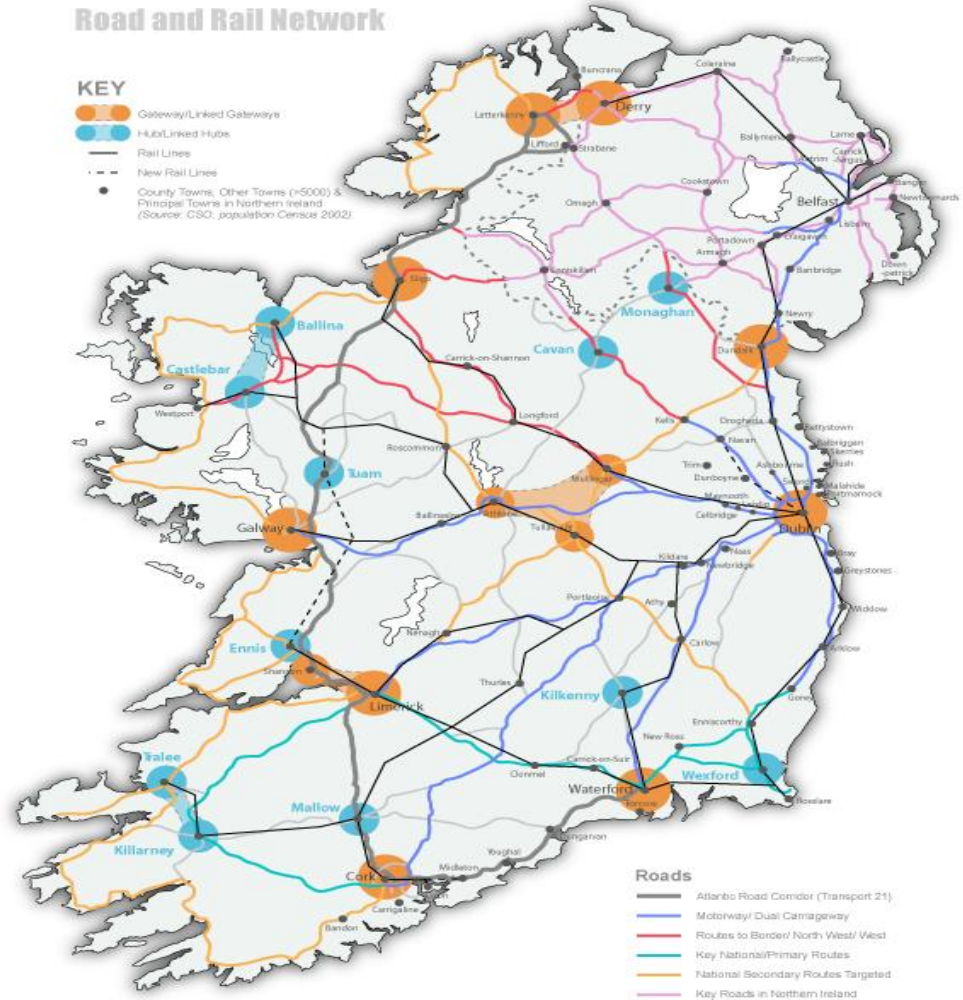 Road and Rail Network
KEY
Gateway/Linked Gateways
Hub/Linked Hubs
Rail Lines
New Rail Lines
County Towns, Other Towns (>5000) &
Principal Towns in Northern Ireland
(Source: CSO, population Census 2002)
Buncrana
Coleraine
Ballycastle
Letterkenny
Derry
Lifford
Strabane
Ballymena
Larne
Carrick
-fergus
Antrim
Bangor
Newtownards
Belfast
Cookstown
Omagh
Lisburn
Craigavon
Portadown
Armagh
Down
-patrick
Banbridge
Enniskillen
Sligo
Monaghan
Newry
Ballina
Cavan
Dundalk
Castlebar
Carrick-on-Shannon
Westport
Longford
Kells
Drogheda
Bettystown
Roscommon
Navan
Balbriggan
Skerries
Rush
Tuam
Mullingar
Trim
Ashbourne
Dunboyne
Malahide
Portmarnock
Maynooth
Athlone
Celbridge
Galway
Ballinasloe
Tullamore
Dublin
Naas
Bray
Kildare
Newbridge
Greystones
Portlaoise
Athy
Wicklow
Nenagh
Carlow
Arklow
Ennis
Shannon
Thurles
Kilkenny
Gorey
Limerick
Enniscorthy
New Ross
Tralee
Carrick-on-Suir
Clonmel
Wexford
Waterford
Rosslare
Mallow
Dungarvan
Killarney
Youghal
Midleton
Cork
Carrigaline
Bandon
Roads
Atlantic Road Corridor (Transport 21)
Motorway/ Dual Carriageway
Routes to Border/ North West/ West
Key National/Primary Routes
National Secondary Routes Targeted
Key Roads in Northern Ireland